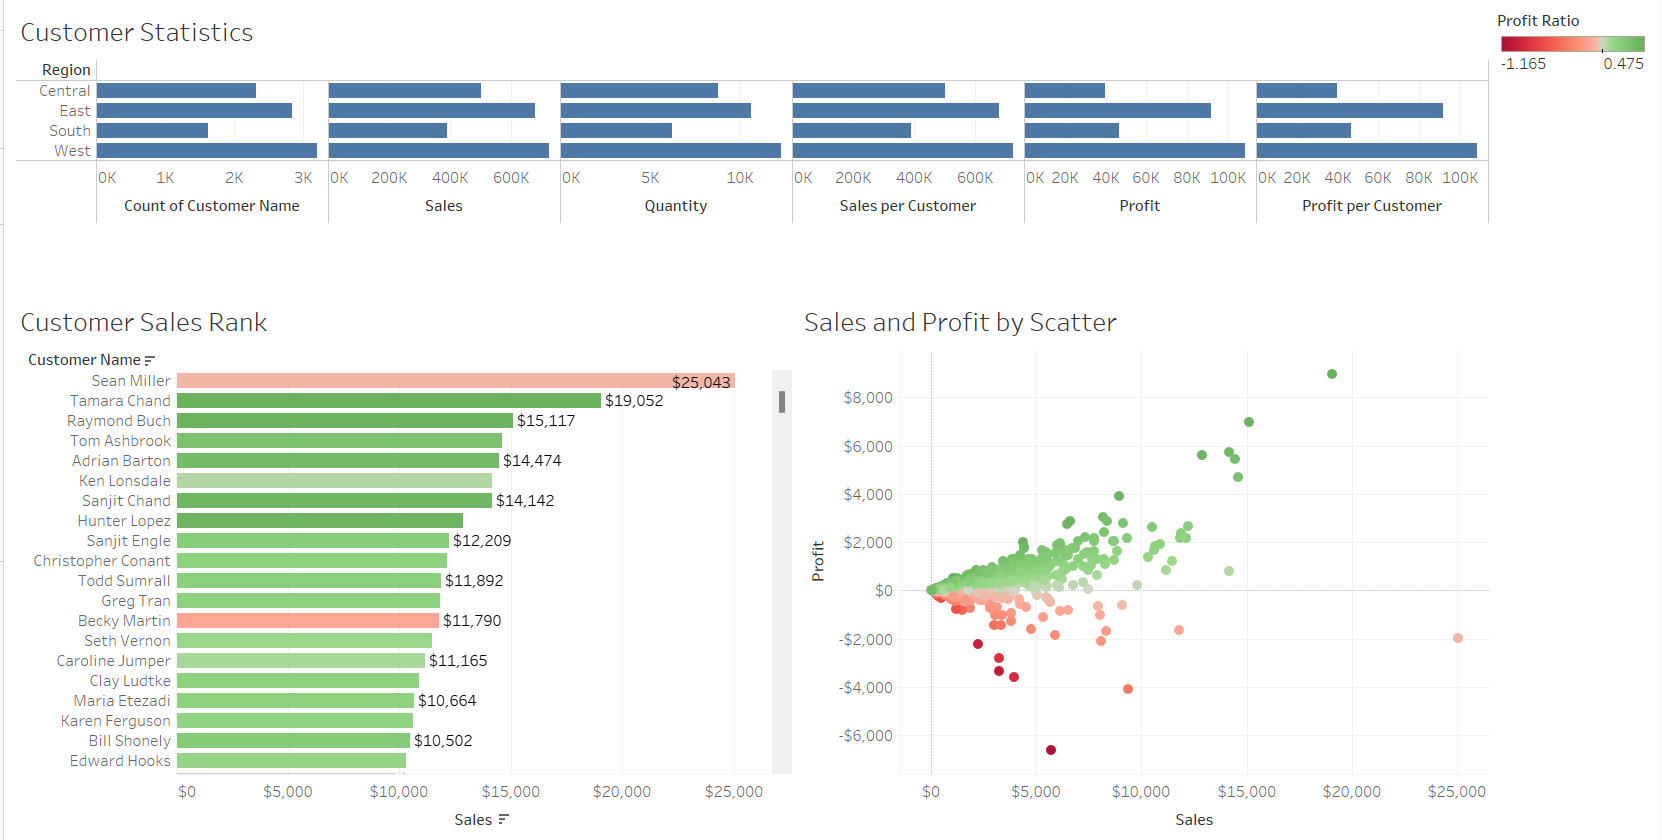 Customer Statistics
Profit Ratio
-1.165 0.475
Region
Central
East
South
West
0K 1K 2K 3K 0K 200K 400K 600K 0K 5K 10K 0K 200K 400K 600K 0K 20K 40K 60K 80K 100K 0K 20K 40K 60K 80K 100K
Count of Customer Name Sales Quantity Sales per Customer Profit Profit per Customer
Customer Sales Rank
Customer Name
Sean Miller $25,043
Tamara Chand $19,052
Raymond Buch $15,117
Tom Ashbrook
Adrian Barton $14,474
Ken Lonsdale
Sanjit Chand $14,142
Hunter Lopez
Sanjit Engle $12,209
Christopher Conant
Todd Sumrall $11,892
Greg Tran
Becky Martin $11,790
Seth Vernon
Caroline Jumper $11,165
Clay Ludtke
Maria Etezadi $10,664
Karen Ferguson
Bill Shonely $10,502
Edward Hooks
$0 $5,000 $10,000 $15,000 $20,000 $25,000
Sales
Sales and Profit by Scatter
Profit
$8,000
$6,000
$4,000
$2,000
$0
-$2,000
-$4,000
-$6,000
$0 $5,000 $10,000 $15,000 $20,000 $25,000
Sales